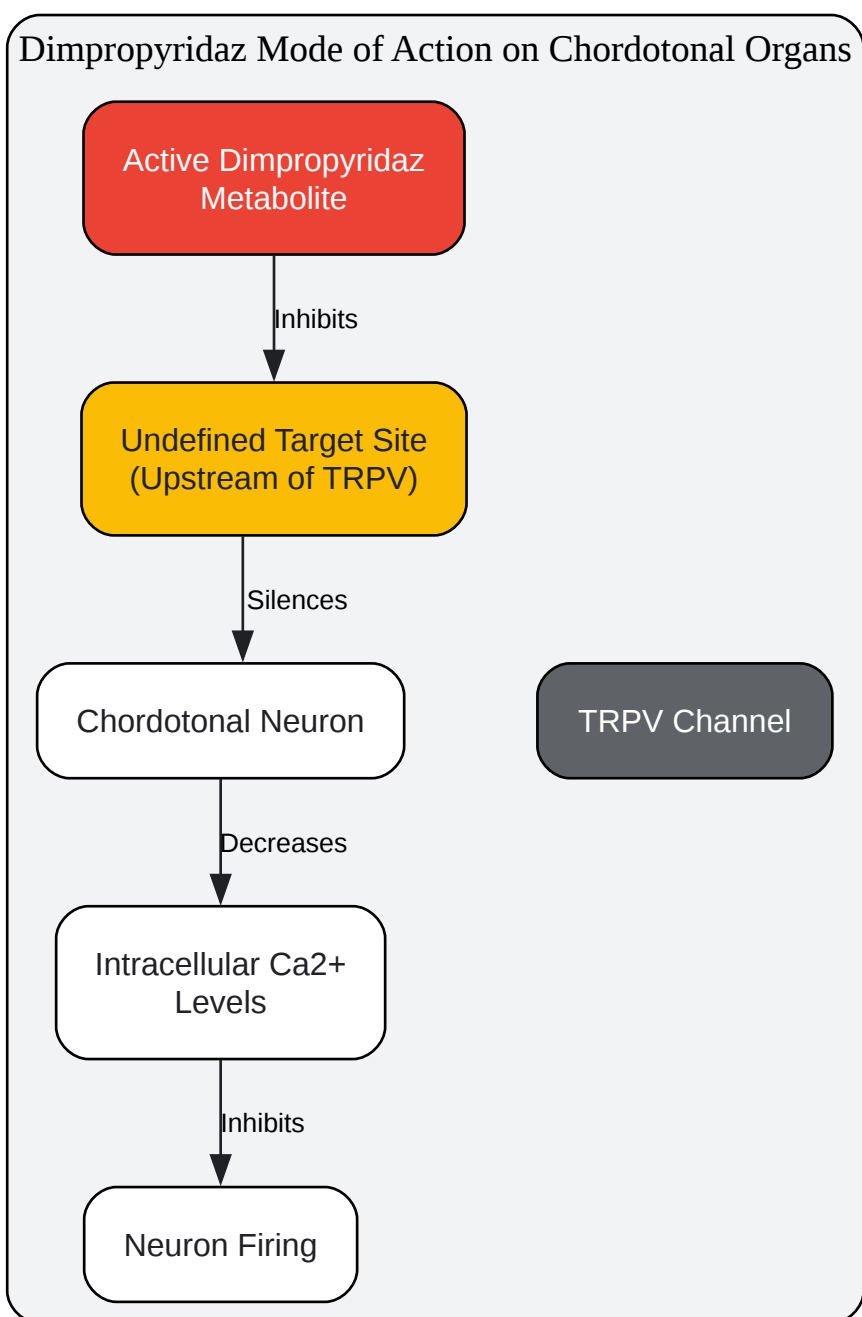 Dimpropyridaz Mode of Action on Chordotonal Organs
Active Dimpropyridaz
Metabolite
Inhibits
Undefined Target Site
(Upstream of TRPV)
Silences
Chordotonal Neuron
TRPV Channel
Decreases
Intracellular Ca2+
Levels
Inhibits
Neuron Firing